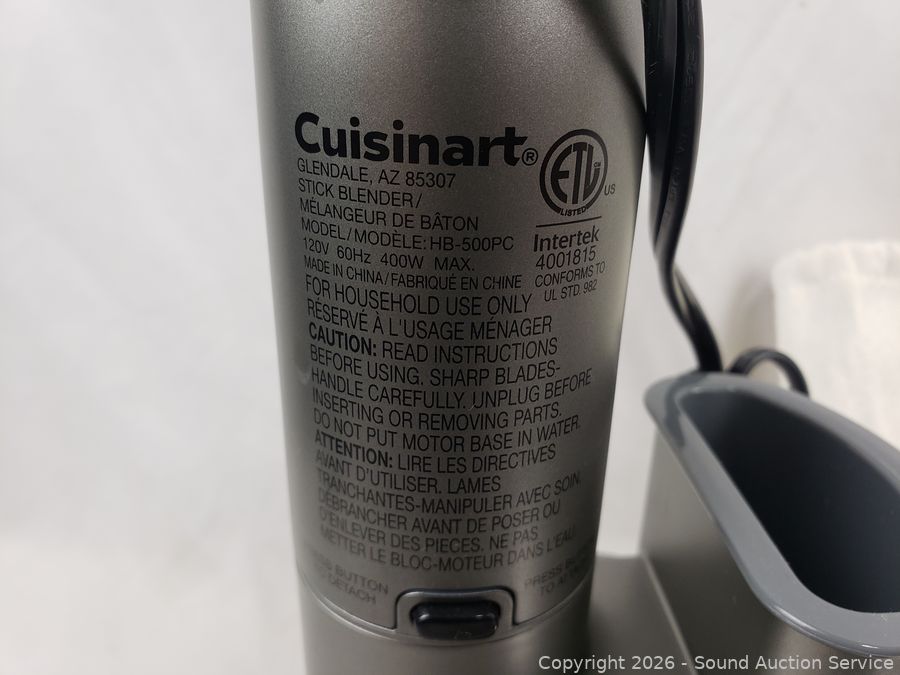 Cuisinart®
GLENDALE, AZ 85307
STICK BLENDER/
MÉLANGEUR DE BÂTON
MODEL/MODÈLE: HB-500PC
120V 60Hz 400W MAX.
MADE IN CHINA/FABRIQUÉ EN CHINE
ETL
CM
LISTED
US
Intertek
4001815
CONFORMS TO
UL STD. 982
FOR HOUSEHOLD USE ONLY
RÉSERVÉ À L'USAGE MÉNAGER
CAUTION: READ INSTRUCTIONS
BEFORE USING. SHARP BLADES-
HANDLE CAREFULLY. UNPLUG BEFORE
INSERTING OR REMOVING PARTS.
DO NOT PUT MOTOR BASE IN WATER.
ATTENTION: LIRE LES DIRECTIVES
AVANT D'UTILISER. LAMES
TRANCHANTES-MANIPULER AVEC SOIN.
DÉBRANCHER AVANT DE POSER OU
D'ENLEVER DES PIECES. NE PAS
METTER LE BLOC-MOTEUR DANS L'EAU.
BUTTON
DETACH
PRESS
TO
Copyright 2026 - Sound Auction Service